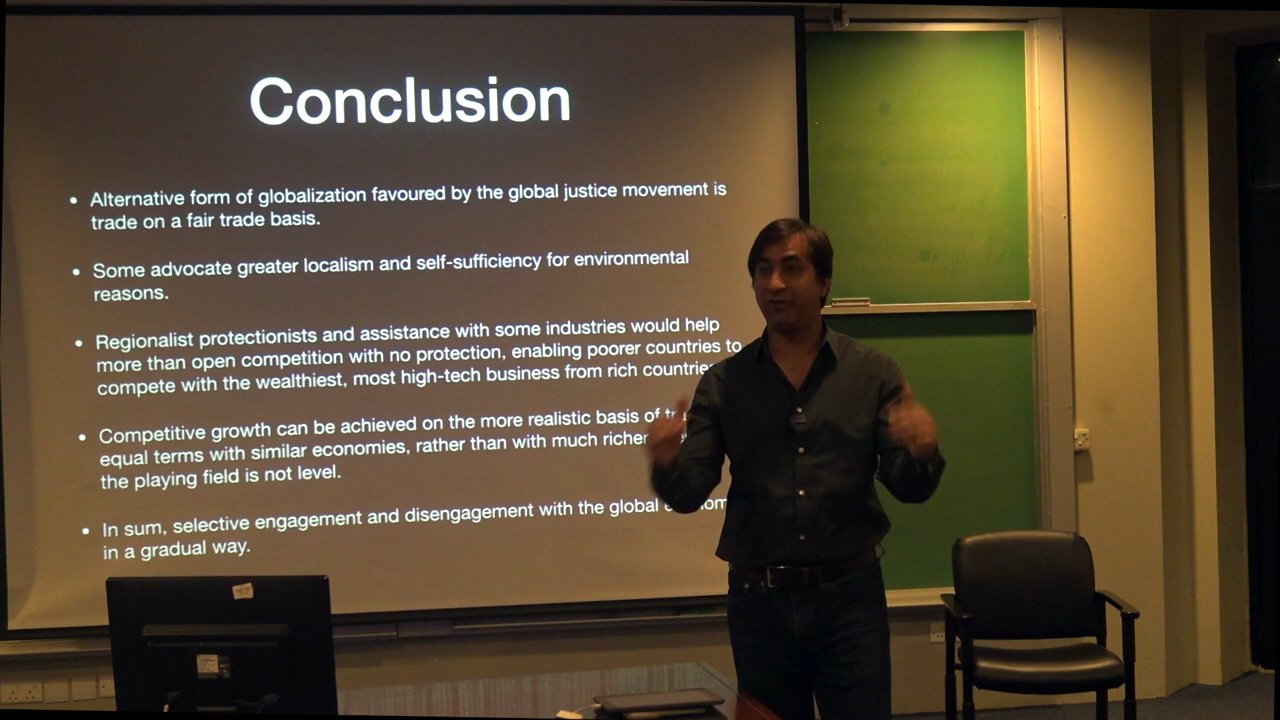 Conclusion
• Alternative form of globalization favoured by the global justice movement is
trade on a fair trade basis.
• Some advocate greater localism and self-sufficiency for environmental
reasons.
• Regionalist protectionists and assistance with some industries would help
more than open competition with no protection, enabling poorer countries to
compete with the wealthiest, most high-tech business from rich countries
• Competitive growth can be achieved on the more realistic basis of
equal terms with similar economies, rather than with much richer
the playing field is not level.
• In sum, selective engagement and disengagement with the global
in a gradual way.